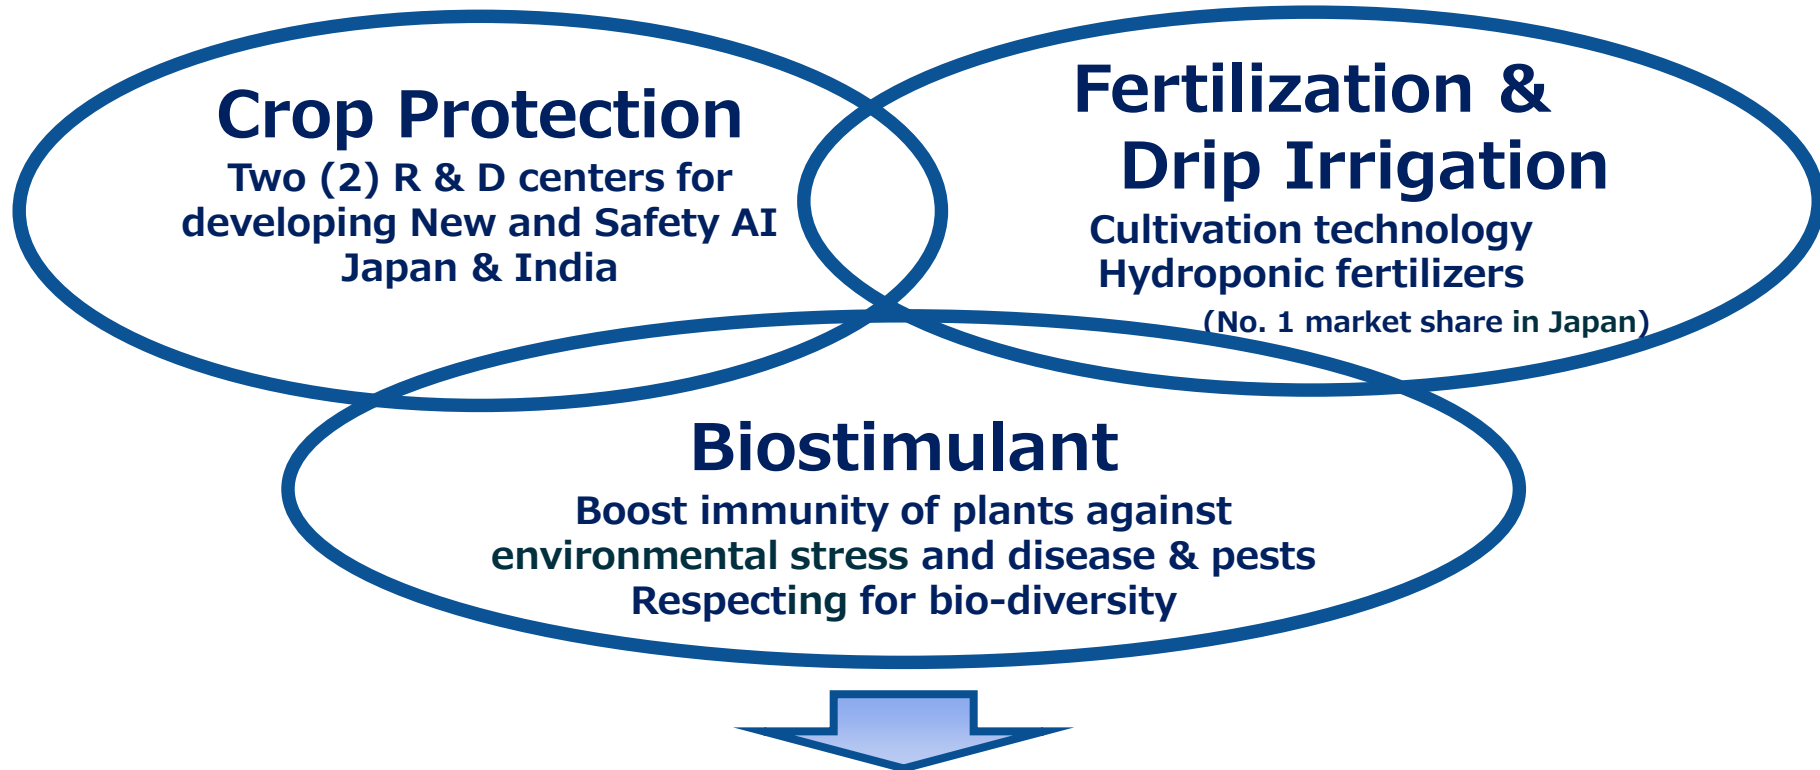 Crop Protection
Two (2) R & D centers for
developing New and Safety AI
Japan & India
Fertilization &
Drip Irrigation
Cultivation technology
Hydroponic fertilizers
(No. 1 market share in Japan)
Biostimulant
Boost immunity of plants against
environmental stress and disease & pests
Respecting for bio-diversity